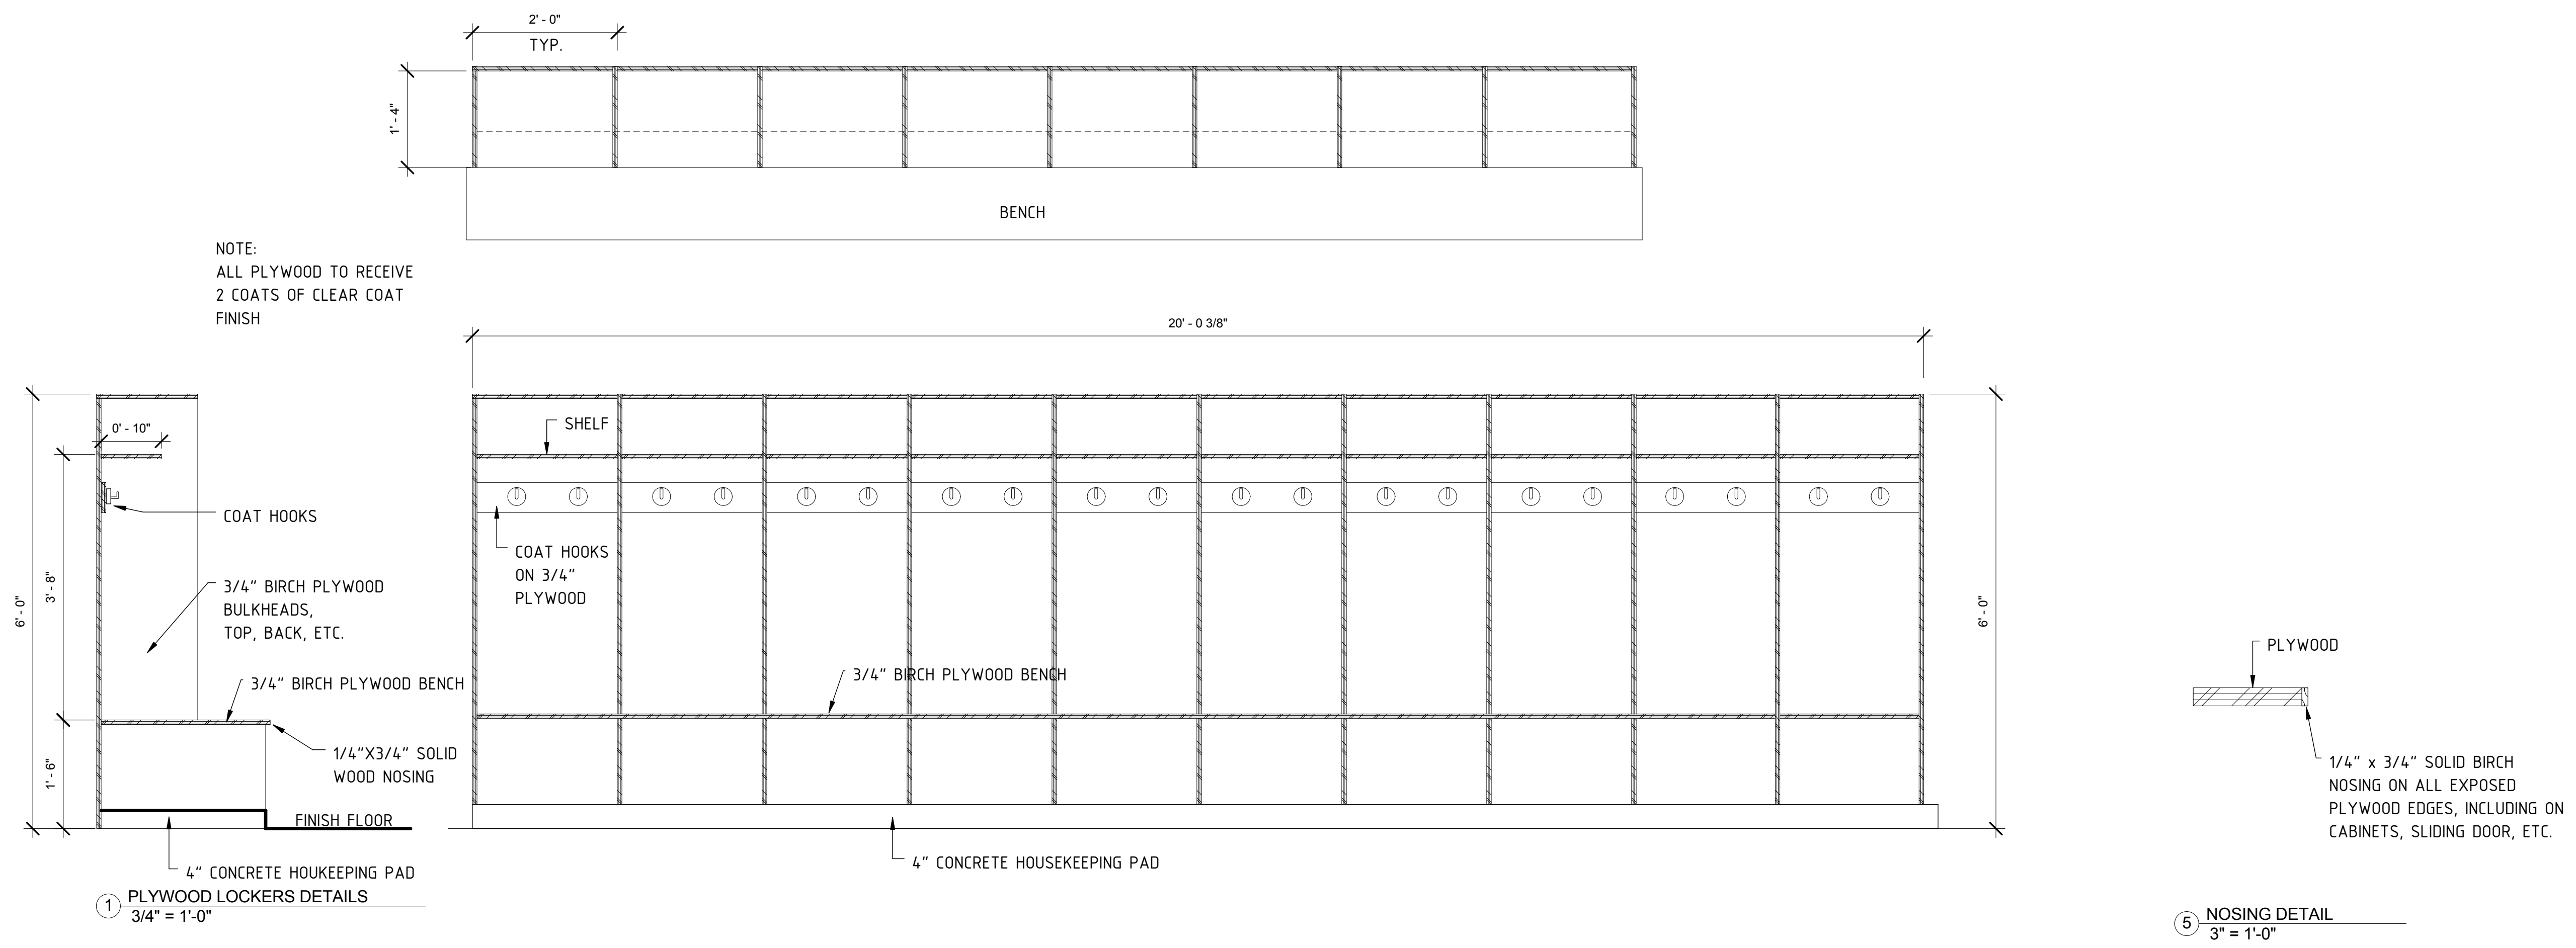 2' - 0"
TYP.
1' - 4"
BENCH
NOTE:
ALL PLYWOOD TO RECEIVE
2 COATS OF CLEAR COAT
FINISH
20' - 0 3/8"
0' - 10"
SHELF
COAT HOOKS
COAT HOOKS
ON 3/4"
PLYWOOD
6' - 0"
3' - 8"
3/4" BIRCH PLYWOOD
BULKHEADS,
TOP, BACK, ETC.
6' - 0"
3/4" BIRCH PLYWOOD BENCH
3/4" BIRCH PLYWOOD BENCH
1' - 6"
1/4"X3/4" SOLID
WOOD NOSING
FINISH FLOOR
4" CONCRETE HOUKEEPING PAD
4" CONCRETE HOUSEKEEPING PAD
1 PLYWOOD LOCKERS DETAILS
3/4" = 1'-0"
PLYWOOD
1/4" x 3/4" SOLID BIRCH
NOSING ON ALL EXPOSED
PLYWOOD EDGES, INCLUDING ON
CABINETS, SLIDING DOOR, ETC.
5 NOSING DETAIL
3" = 1'-0"